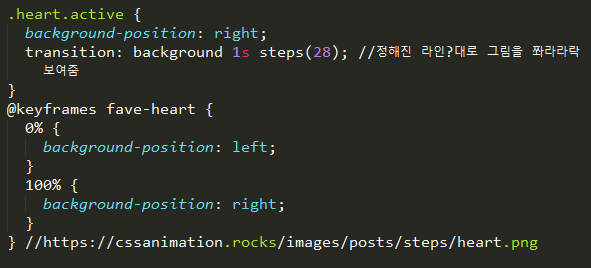 .heart.active {
background-position: right;
transition: background 1s steps(28); //정해진 라인?대로 그림을 쫘라라락
보여줌
}
@keyframes fave-heart {
0% {
background-position: left;
}
100% {
background-position: right;
}
} //https://cssanimation.rocks/images/posts/steps/heart.png